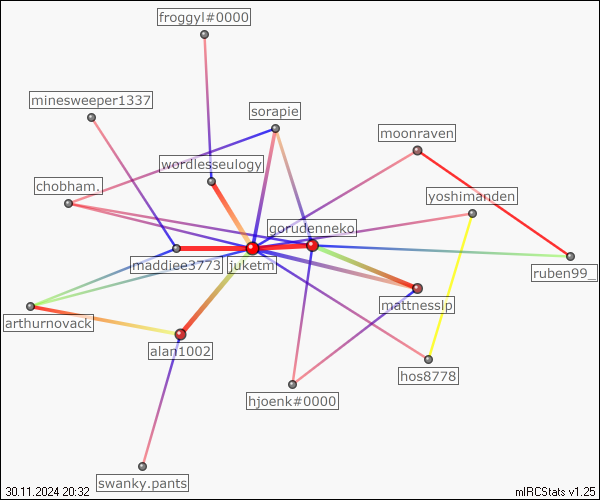 froggyl#0000
minesweeper1337
sorapie
moonraven
wordlesseulogy
chobham.
yoshimanden
gorudenneko
maddiee3773
juketm
ruben99_
mattnesslp
arthurnovack
alan1002
hos8778
hjoenk#0000
swanky.pants
30.11.2024 20:32
mIRCStats v1.25